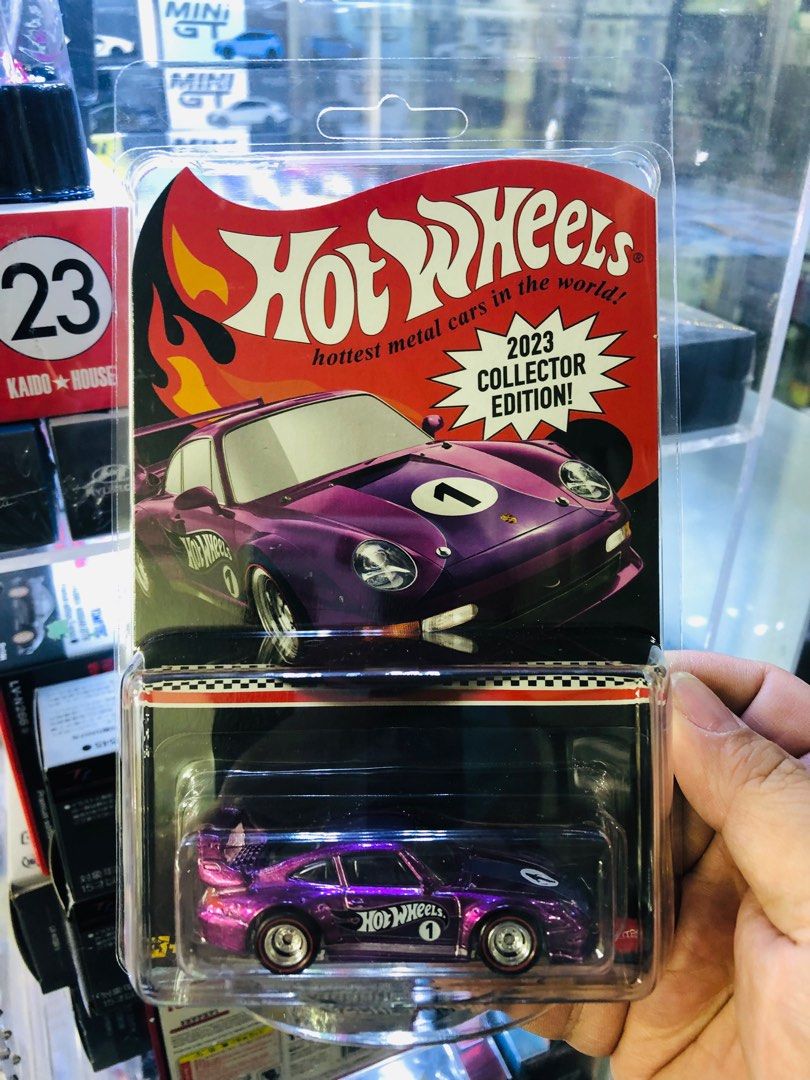 MINI
GT
MINI
GT
23
KAIDO★HOUSE
HOT WHEELS®
hottest metal cars in the world!
2023
COLLECTOR
EDITION!
1
HOT WHEELS
1
HOT WHEELS
1
1